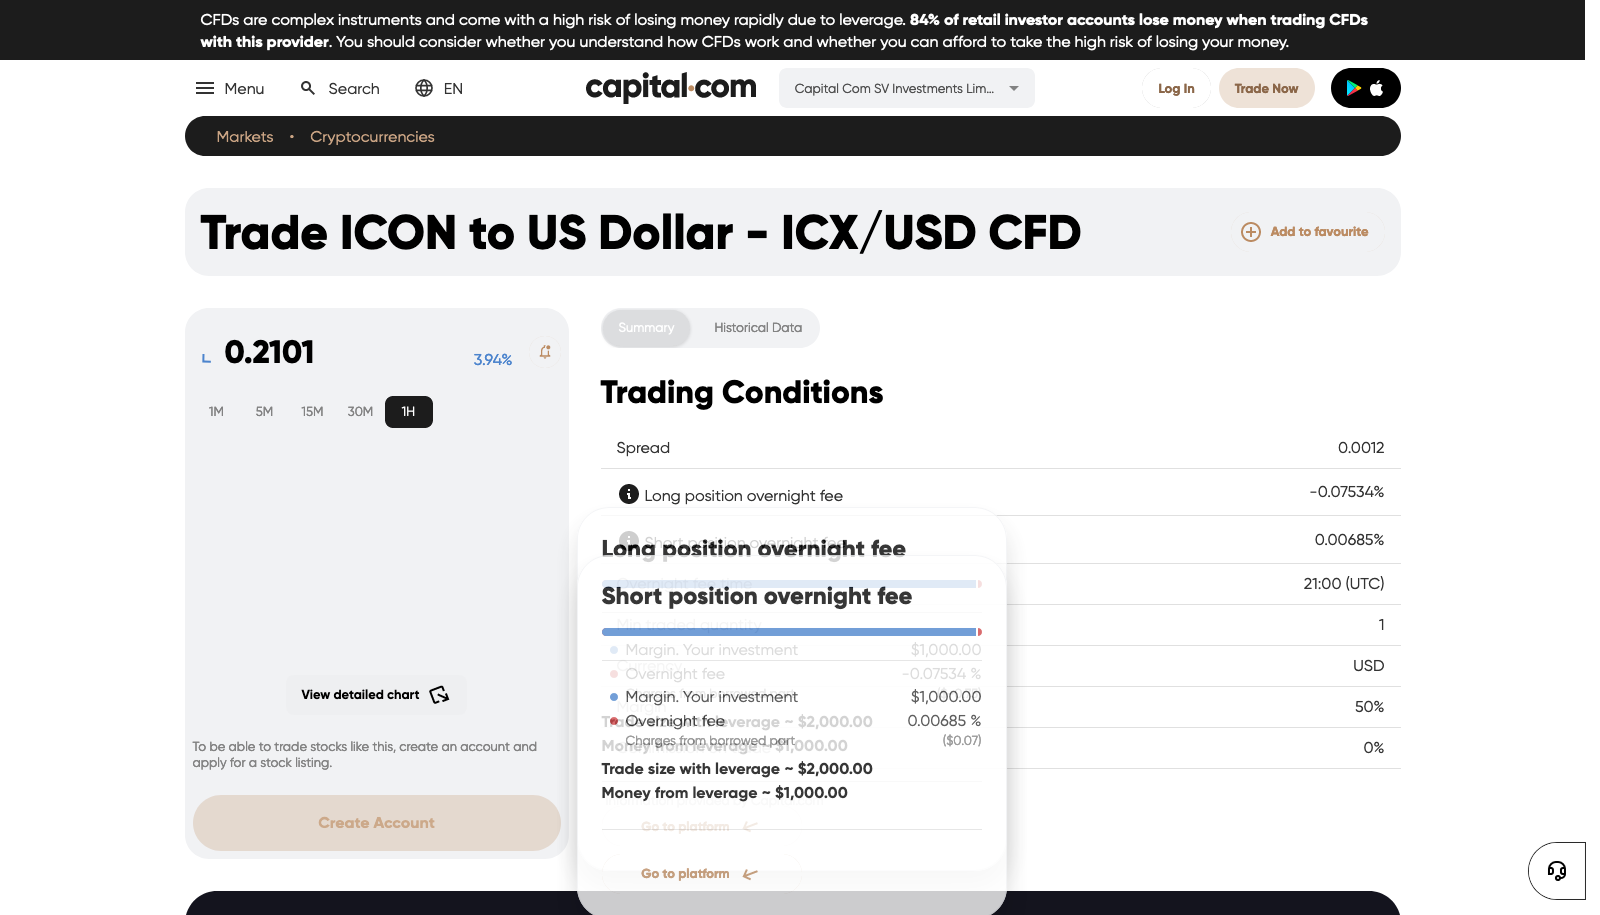 CFDs are complex instruments and come with a high risk of losing money rapidly due to leverage. 84% of retail investor accounts lose money when trading CFDs
with this provider. You should consider whether you understand how CFDs work and whether you can afford to take the high risk of losing your money.
Menu Search EN capital.com Capital Com SV Investments Lim... Log In Trade Now
Markets • Cryptocurrencies
Trade ICON to US Dollar - ICX/USD CFD Add to favourite
0.2101 3.94%
1M 5M 15M 30M 1H
View detailed chart
To be able to trade stocks like this, create an account and
apply for a stock listing.
Create Account
Summary Historical Data
Trading Conditions
Spread 0.0012
Long position overnight fee -0.07534%
Short position overnight fee 0.00685%
Overnight fee time 21:00 (UTC)
Min traded quantity 1
Currency USD
50%
0%
Long position overnight fee
Margin. Your investment $1,000.00
Overnight fee -0.07534 %
Trade size with leverage ~ $2,000.00
Money from leverage ~ $1,000.00
Go to platform
Short position overnight fee
Margin. Your investment $1,000.00
Overnight fee 0.00685 %
Charges from borrowed part ($0.07)
Trade size with leverage ~ $2,000.00
Money from leverage ~ $1,000.00
Go to platform